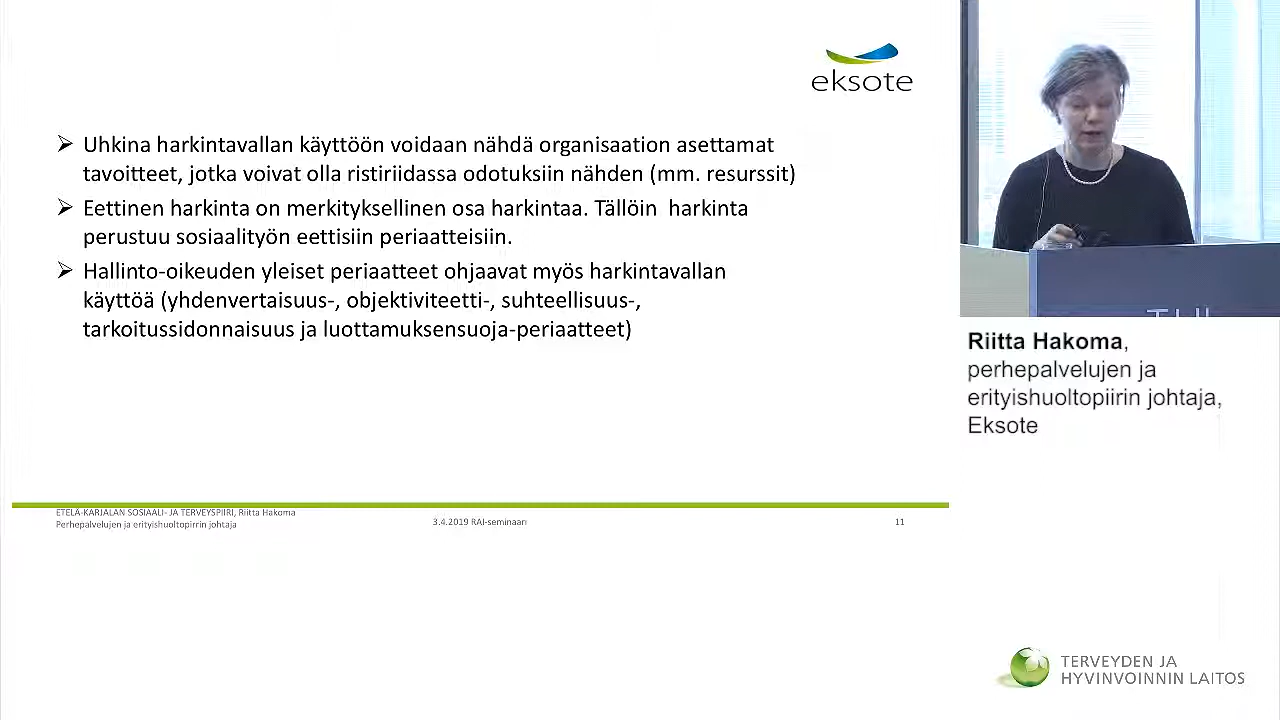 eksote
Uhkina harkintavallan käyttöön voidaan nähdä organisaation asettamat
tavoitteet, jotka voivat olla ristiriidassa odotuksiin nähden (mm. resurssit)
Eettinen harkinta on merkityksellinen osa harkintaa. Tällöin harkinta
perustuu sosiaalityön eettisiin periaatteisiin.
Hallinto-oikeuden yleiset periaatteet ohjaavat myös harkintavallan
käyttöä (yhdenvertaisuus-, objektiviteetti-, suhteellisuus-,
tarkoitussidonnaisuus ja luottamuksensuoja-periaatteet)
ETELÄ-KARJALAN SOSIAALI- JA TERVEYSPIIRI, Riitta Hakoma
Perhepalvelujen ja erityishuoltopirrin johtaja
3.4.2019 RAI-seminaari
11
Riitta Hakoma,
perhepalvelujen ja
erityishuoltopiirin johtaja,
Eksote
TERVEYDEN JA
HYVINVOINNIN LAITOS